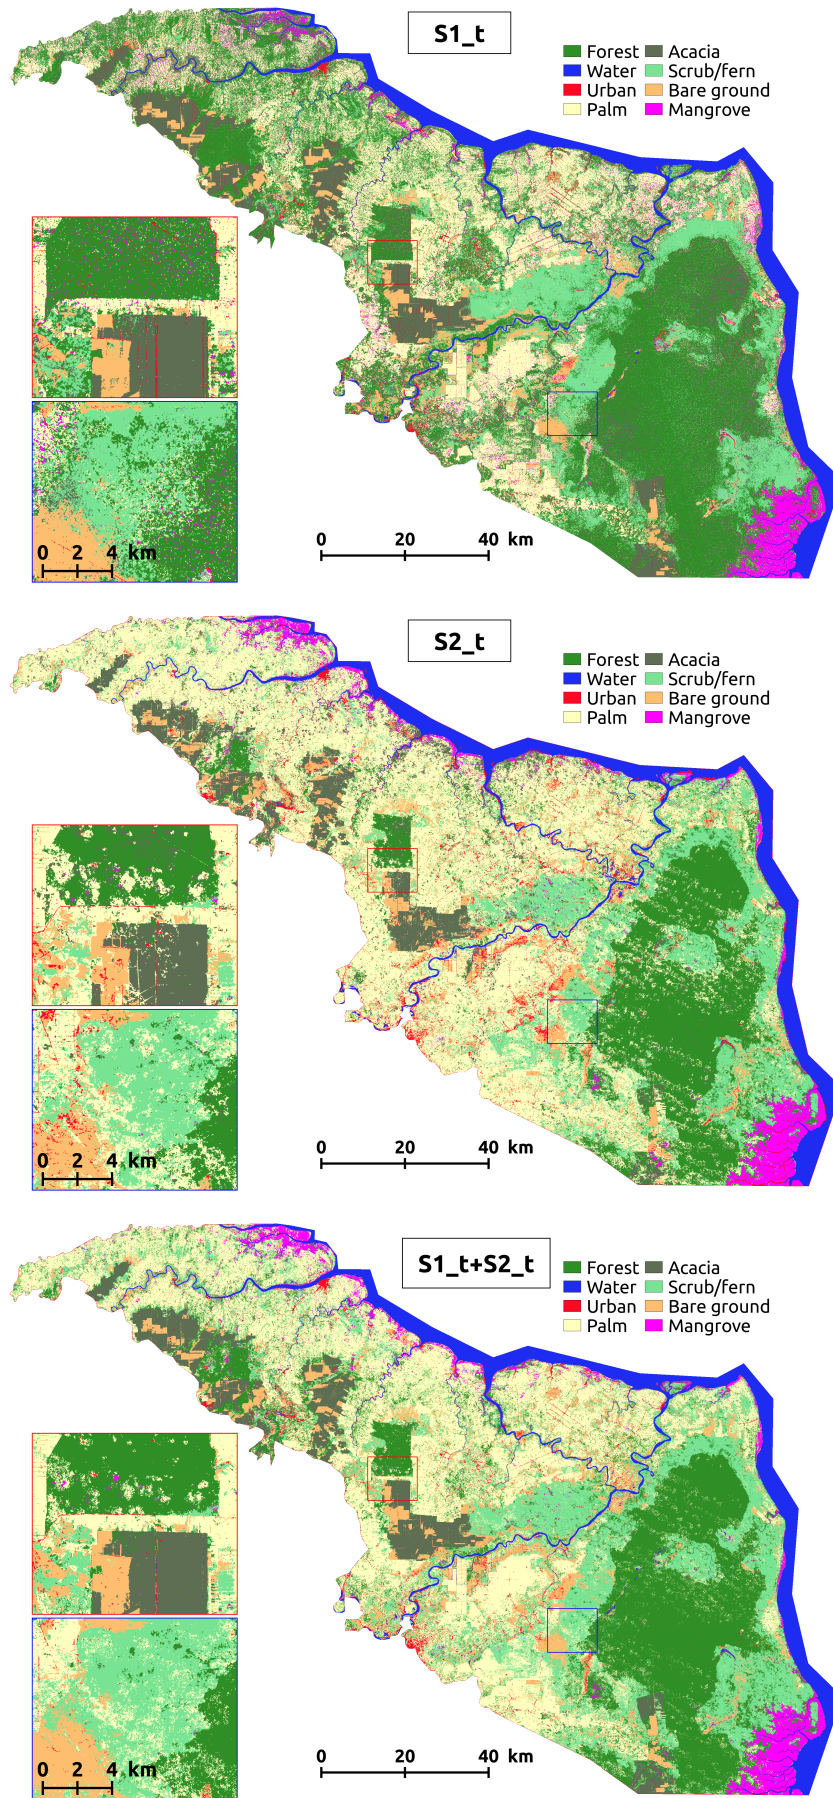 S1_t
Forest Acacia
Water Scrub/fern
Urban Bare ground
Palm Mangrove
0 2 4 km
0 20 40 km
S2_t
Forest Acacia
Water Scrub/fern
Urban Bare ground
Palm Mangrove
0 2 4 km
0 20 40 km
S1_t+S2_t
Forest Acacia
Water Scrub/fern
Urban Bare ground
Palm Mangrove
0 20 40 km
0 2 4 km